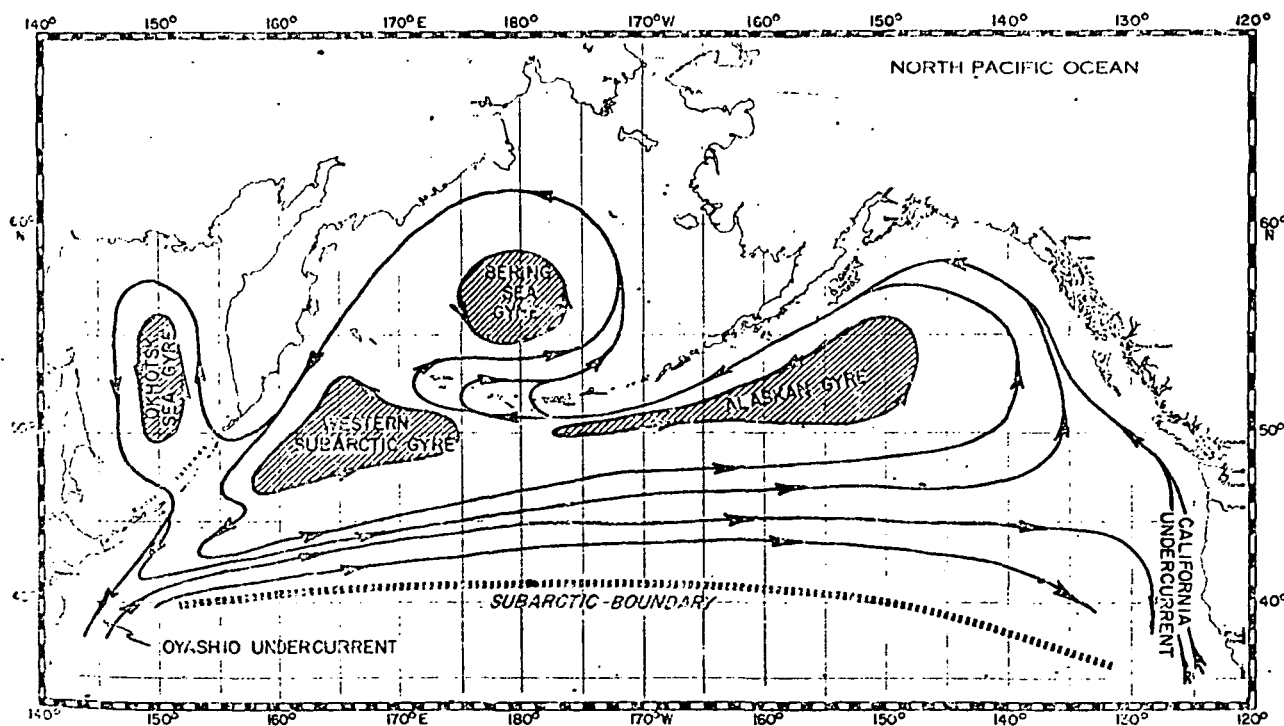 140° 150° 160° 170°E 180° 170°W 160° 150° 140° 130° 120°
NORTH PACIFIC OCEAN
60°
N
60°
N
BERING
SEA
GYRE
OKHOTSK
SEA GYRE
ALASKAN GYRE
WESTERN
SUBARCTIC GYRE
50°
50°
CALIFORNIA
UNDERCURRENT
SUBARCTIC BOUNDARY
40°
OYASHIO UNDERCURRENT
140° 150° 160° 170°E 180° 170°W 160° 150° 140° 130° 120°